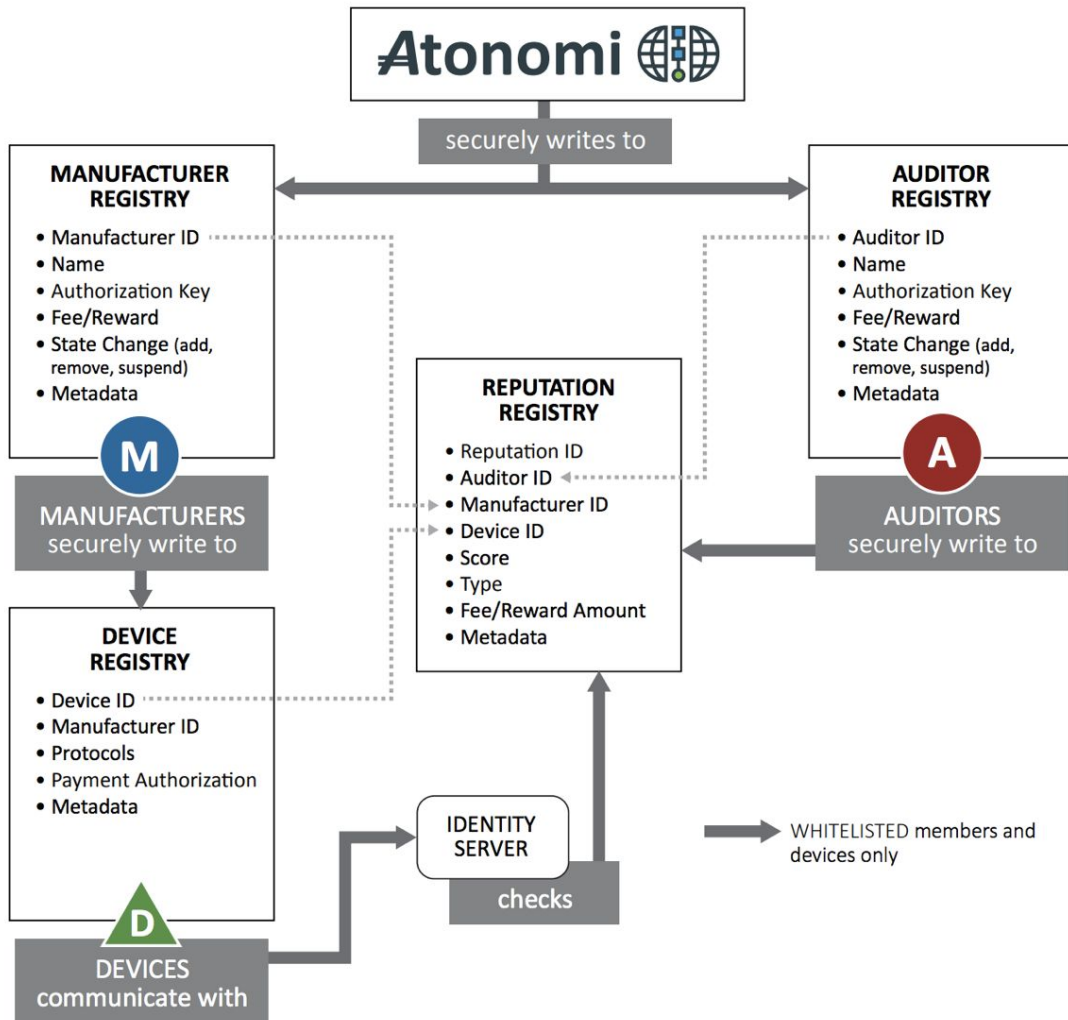 Atonomi
securely writes to
MANUFACTURER
REGISTRY
• Manufacturer ID
• Name
• Authorization Key
• Fee/Reward
• State Change (add,
remove, suspend)
• Metadata
M
MANUFACTURERS
securely write to
AUDITOR
REGISTRY
• Auditor ID
• Name
• Authorization Key
• Fee/Reward
• State Change (add,
remove, suspend)
• Metadata
A
AUDITORS
securely write to
REPUTATION
REGISTRY
• Reputation ID
• Auditor ID
• Manufacturer ID
• Device ID
• Score
• Type
• Fee/Reward Amount
• Metadata
DEVICE
REGISTRY
• Device ID
• Manufacturer ID
• Protocols
• Payment Authorization
• Metadata
D
DEVICES
communicate with
IDENTITY
SERVER
checks
WHITELISTED members and
devices only